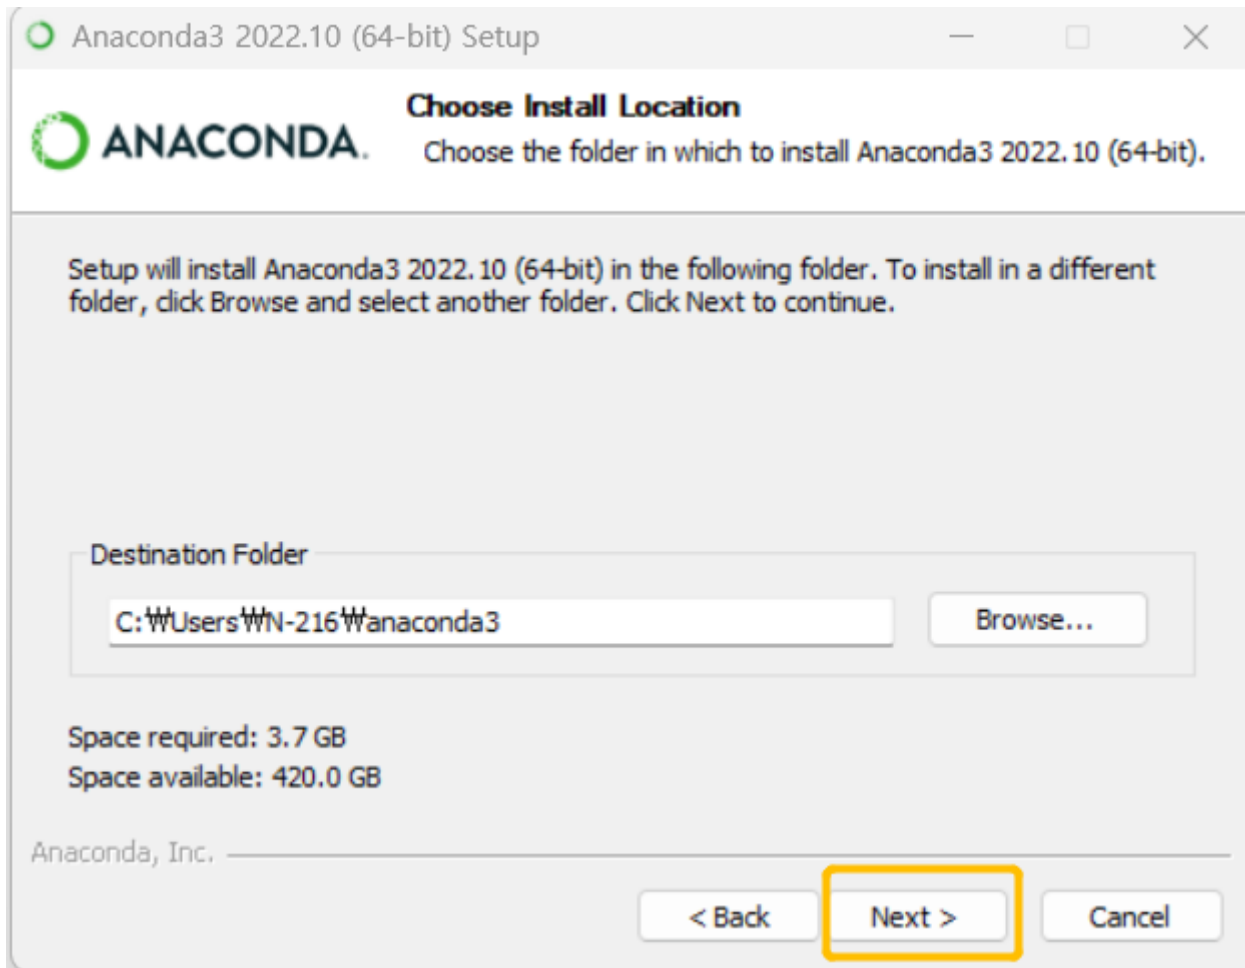 Anaconda3 2022.10 (64-bit) Setup
ANACONDA.
Choose Install Location
Choose the folder in which to install Anaconda3 2022.10 (64-bit).
Setup will install Anaconda3 2022.10 (64-bit) in the following folder. To install in a different
folder, click Browse and select another folder. Click Next to continue.
Destination Folder
C:₩Users₩N-216₩anaconda3
Browse...
Space required: 3.7 GB
Space available: 420.0 GB
Anaconda, Inc.
< Back
Next >
Cancel